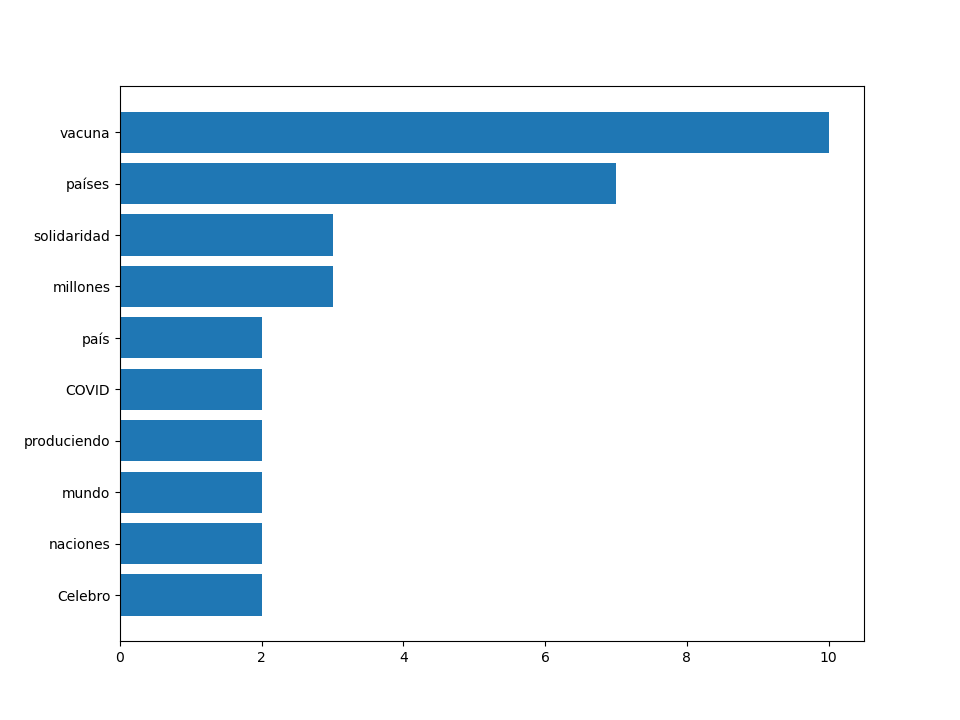 vacuna
países
solidaridad
millones
país
COVID
produciendo
mundo
naciones
Celebro
0 2 4 6 8 10